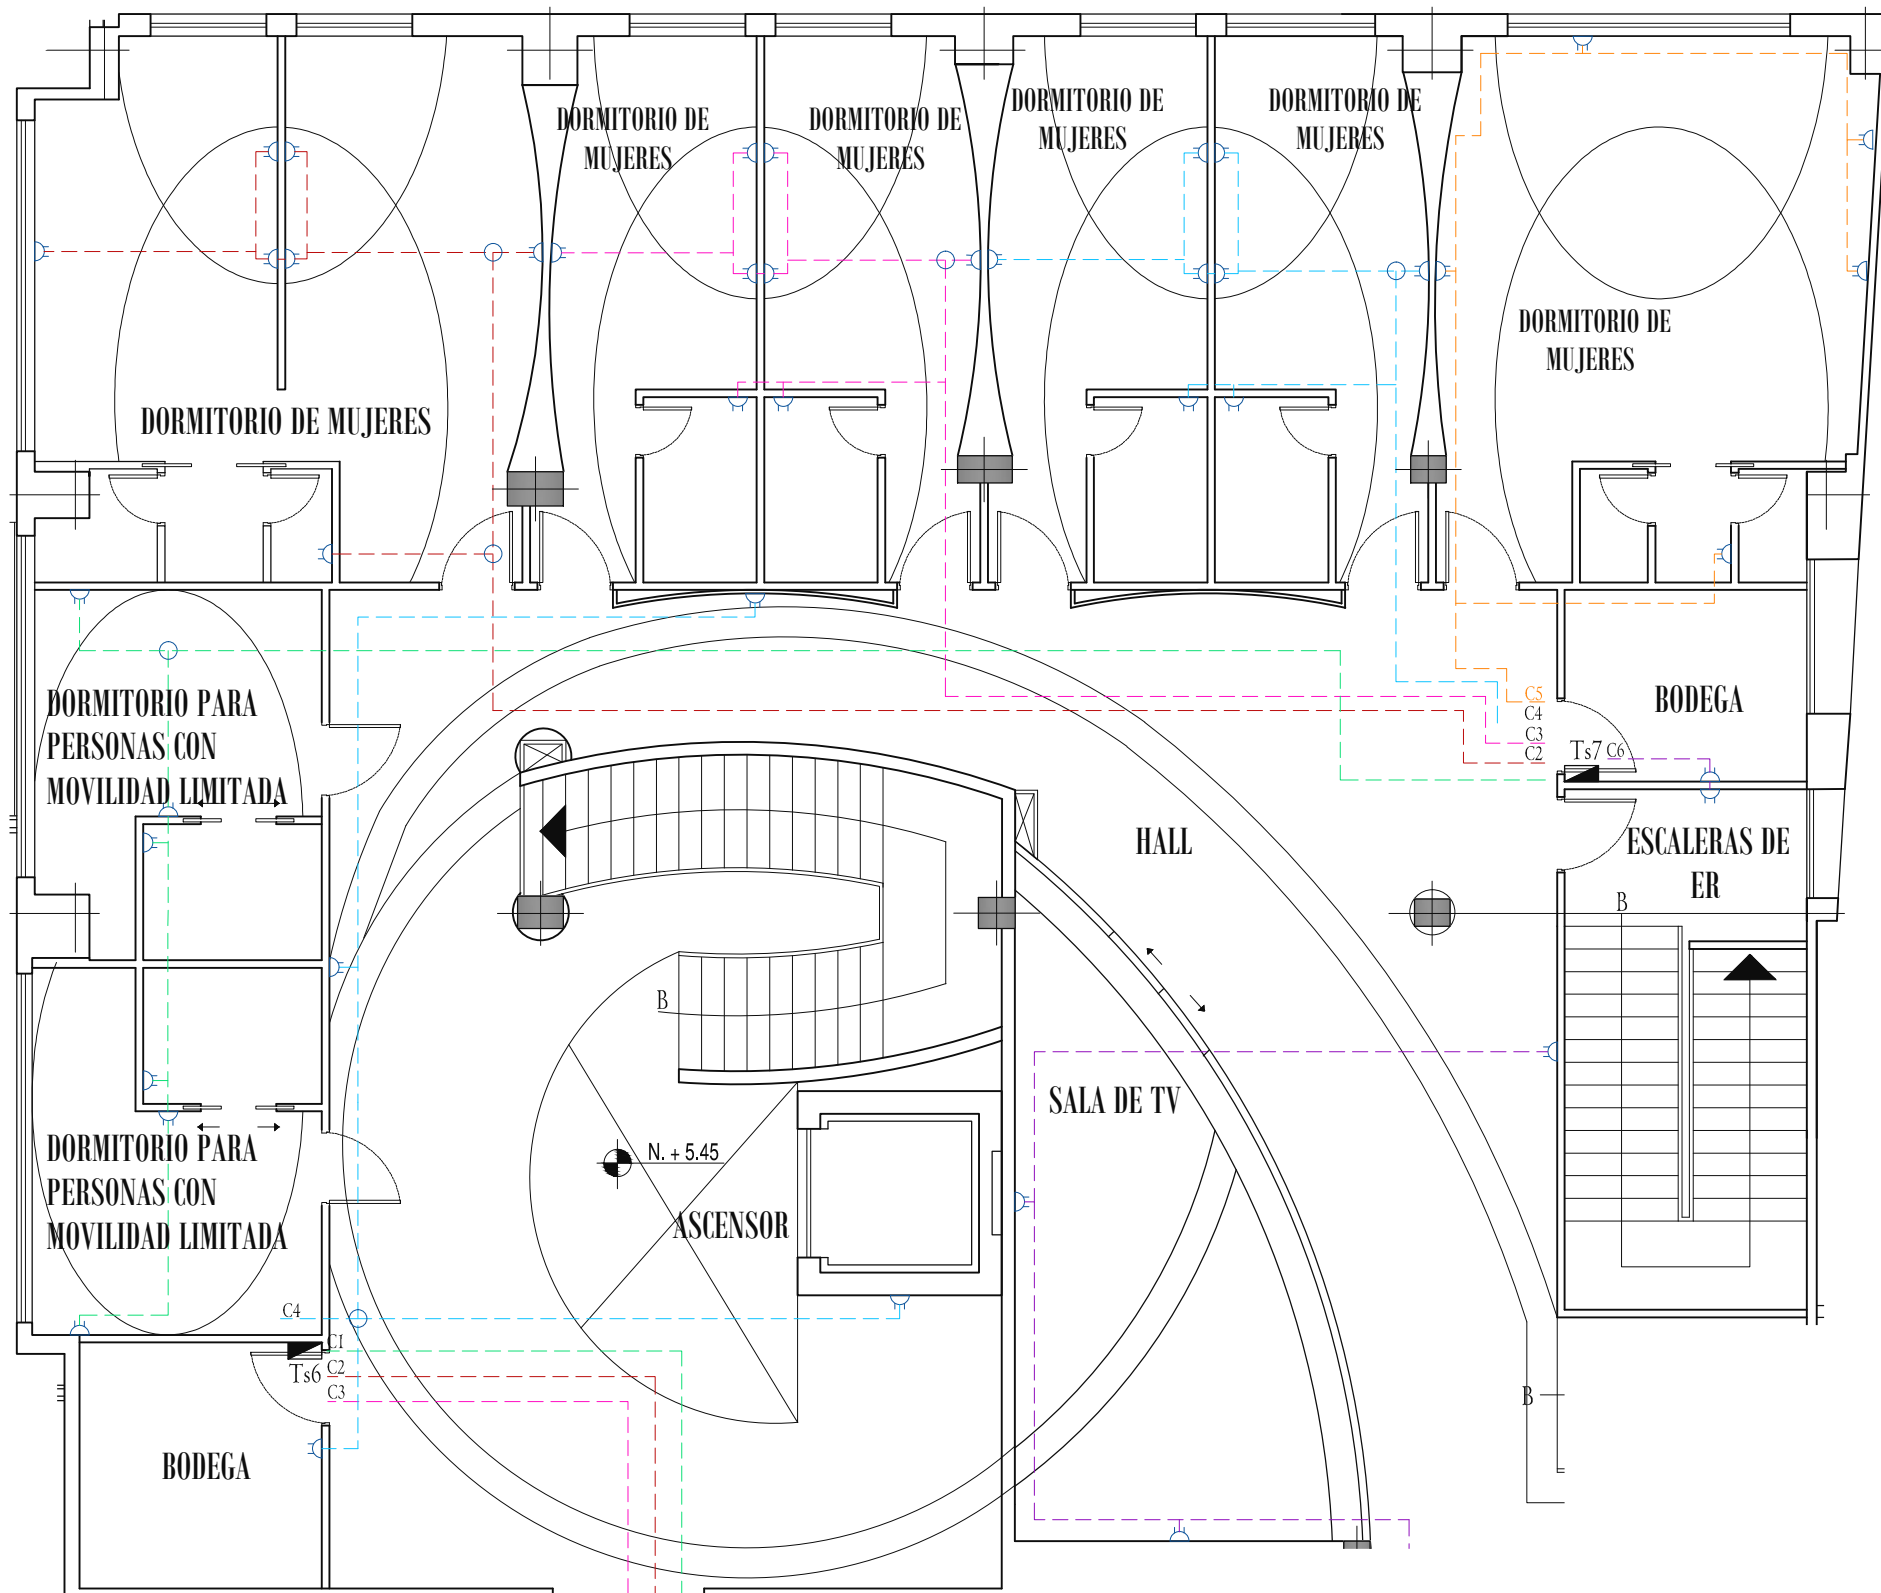 DORMITORIO DE
MUJERES
DORMITORIO DE
MUJERES
DORMITORIO DE
MUJERES
DORMITORIO DE
MUJERES
DORMITORIO DE
MUJERES
DORMITORIO DE MUJERES
DORMITORIO PARA
PERSONAS CON
MOVILIDAD LIMITADA
C5
C4
C3
C2
Ts7
C6
BODEGA
HALL
ESCALERAS DE
ER
B
B
SALA DE TV
DORMITORIO PARA
PERSONAS CON
MOVILIDAD LIMITADA
N. + 5.45
ASCENSOR
C4
C1
Ts6
C2
C3
B
BODEGA